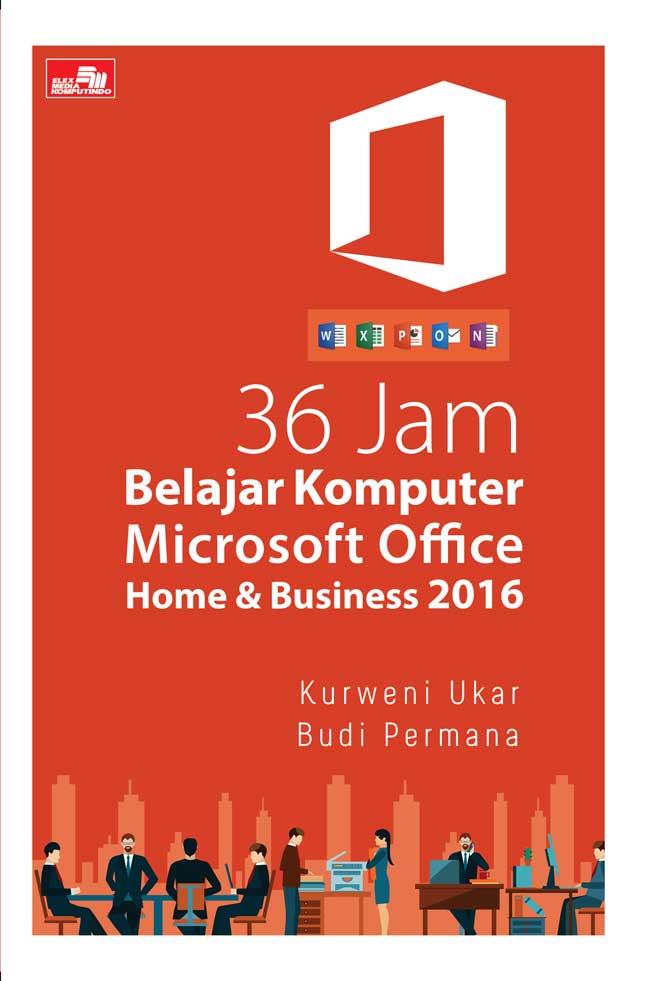 ELEX
MEDIA
KOMPUTINDO
W X P O N
36 Jam
Belajar Komputer
Microsoft Office
Home & Business 2016
Kurweni Ukar
Budi Permana